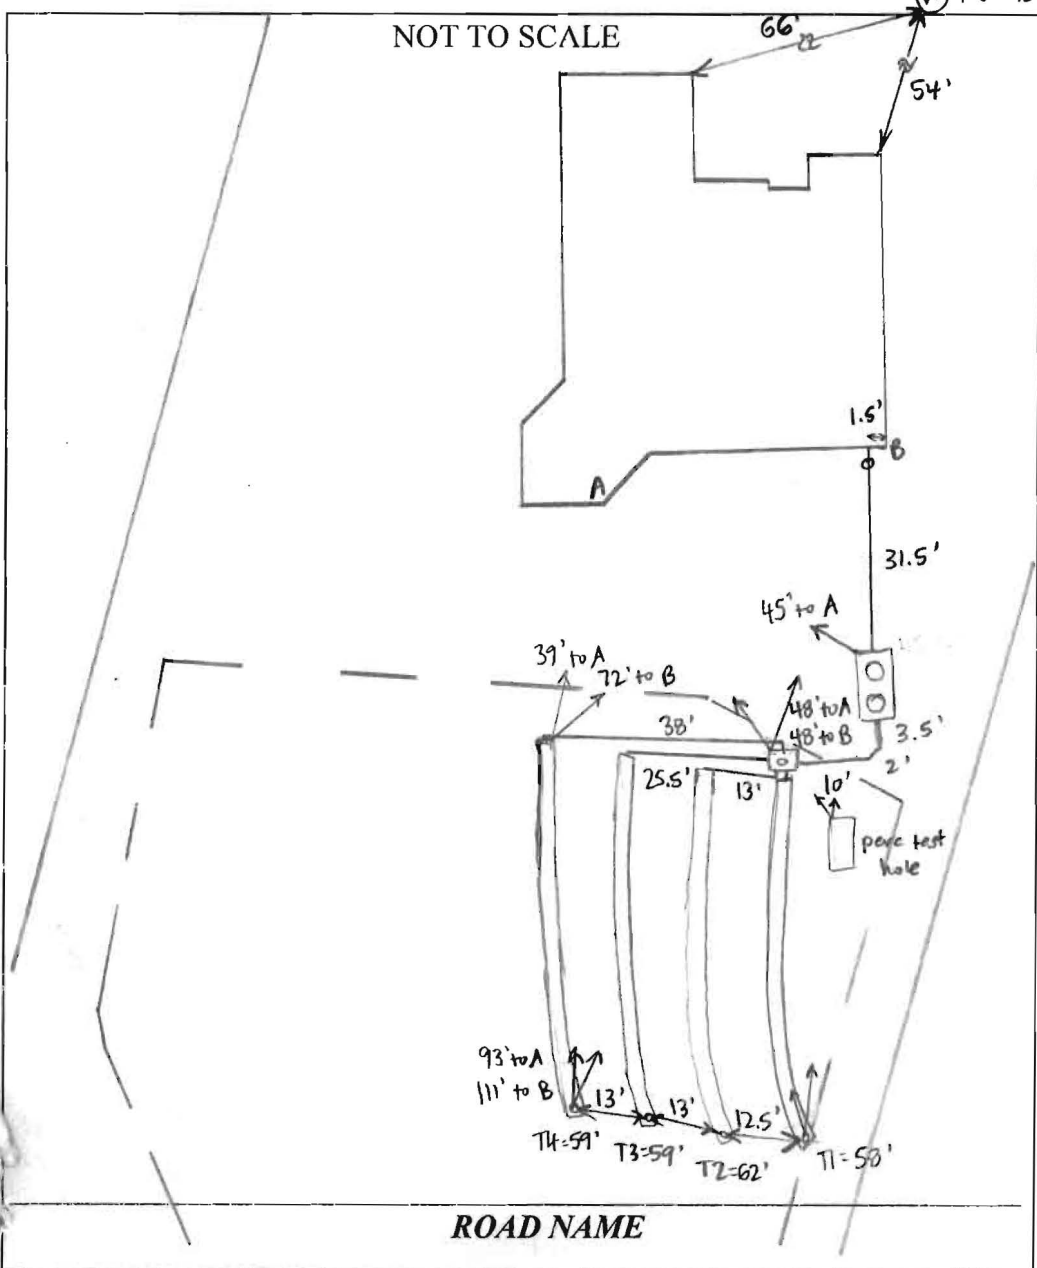 NOT TO SCALE
66'
54'
1.5'
B
A
31.5'
45' to A
39' to A
72' to B
48' to A
48' to B
3.5'
38'
2'
25.5'
13'
10'
perc test
hole
93' to A
111' to B
13'
13'
12.5'
T4=59'
T3=59'
T2=62'
T1=58'
ROAD NAME